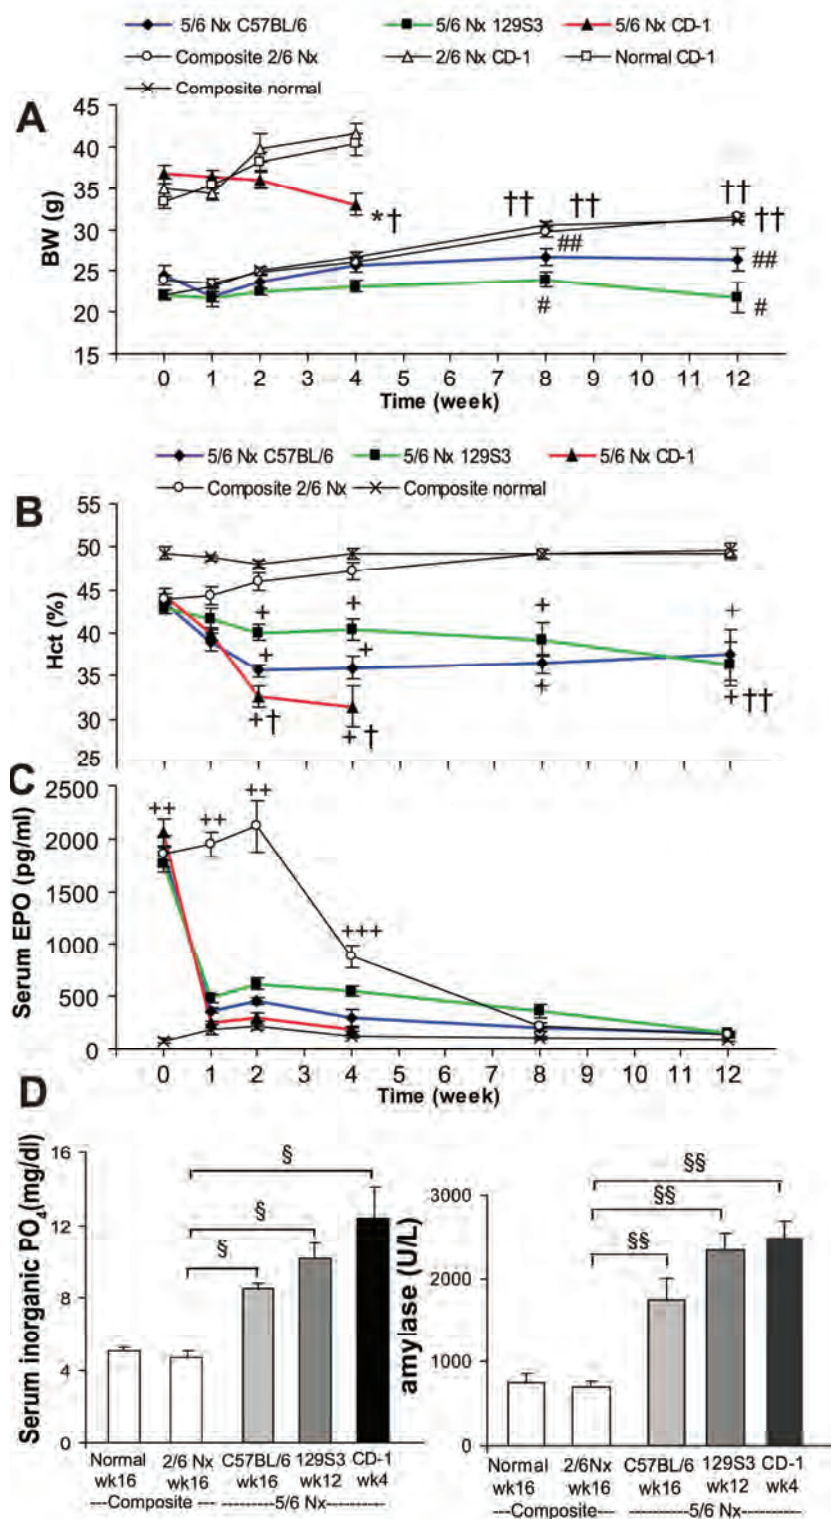 5/6 Nx C57BL/6 5/6 Nx 129S3 5/6 Nx CD-1
Composite 2/6 Nx 2/6 Nx CD-1 Normal CD-1
Composite normal
A
BW (g)
45
40
35
30
25
20
15
*†
†† †† ††
††
## ##
# #
0 1 2 3 4 5 6 7 8 9 10 11 12
Time (week)
5/6 Nx C57BL/6 5/6 Nx 129S3 5/6 Nx CD-1
Composite 2/6 Nx Composite normal
B
Hct (%)
55
50
45
40
35
30
25
+ + + +
+ +
+ +††
+† +†
C
Serum EPO (pg/ml)
2500
2000
1500
1000
500
0
++ ++ ++
+++
0 1 2 3 4 5 6 7 8 9 10 11 12
Time (week)
D
Serum inorganic PO4(mg/dl)
16
12
8
4
0
§
§
§
Normal 2/6 Nx C57BL/6 129S3 CD-1
wk16 wk16 wk16 wk12 wk4
---Composite --- ----------5/6 Nx-----------
amylase (U/L)
3000
2000
1000
0
§§
§§
§§
Normal 2/6Nx C57BL/6 129S3 CD-1
wk16 wk16 wk16 wk12 wk4
---Composite---- -----------5/6 Nx-----------